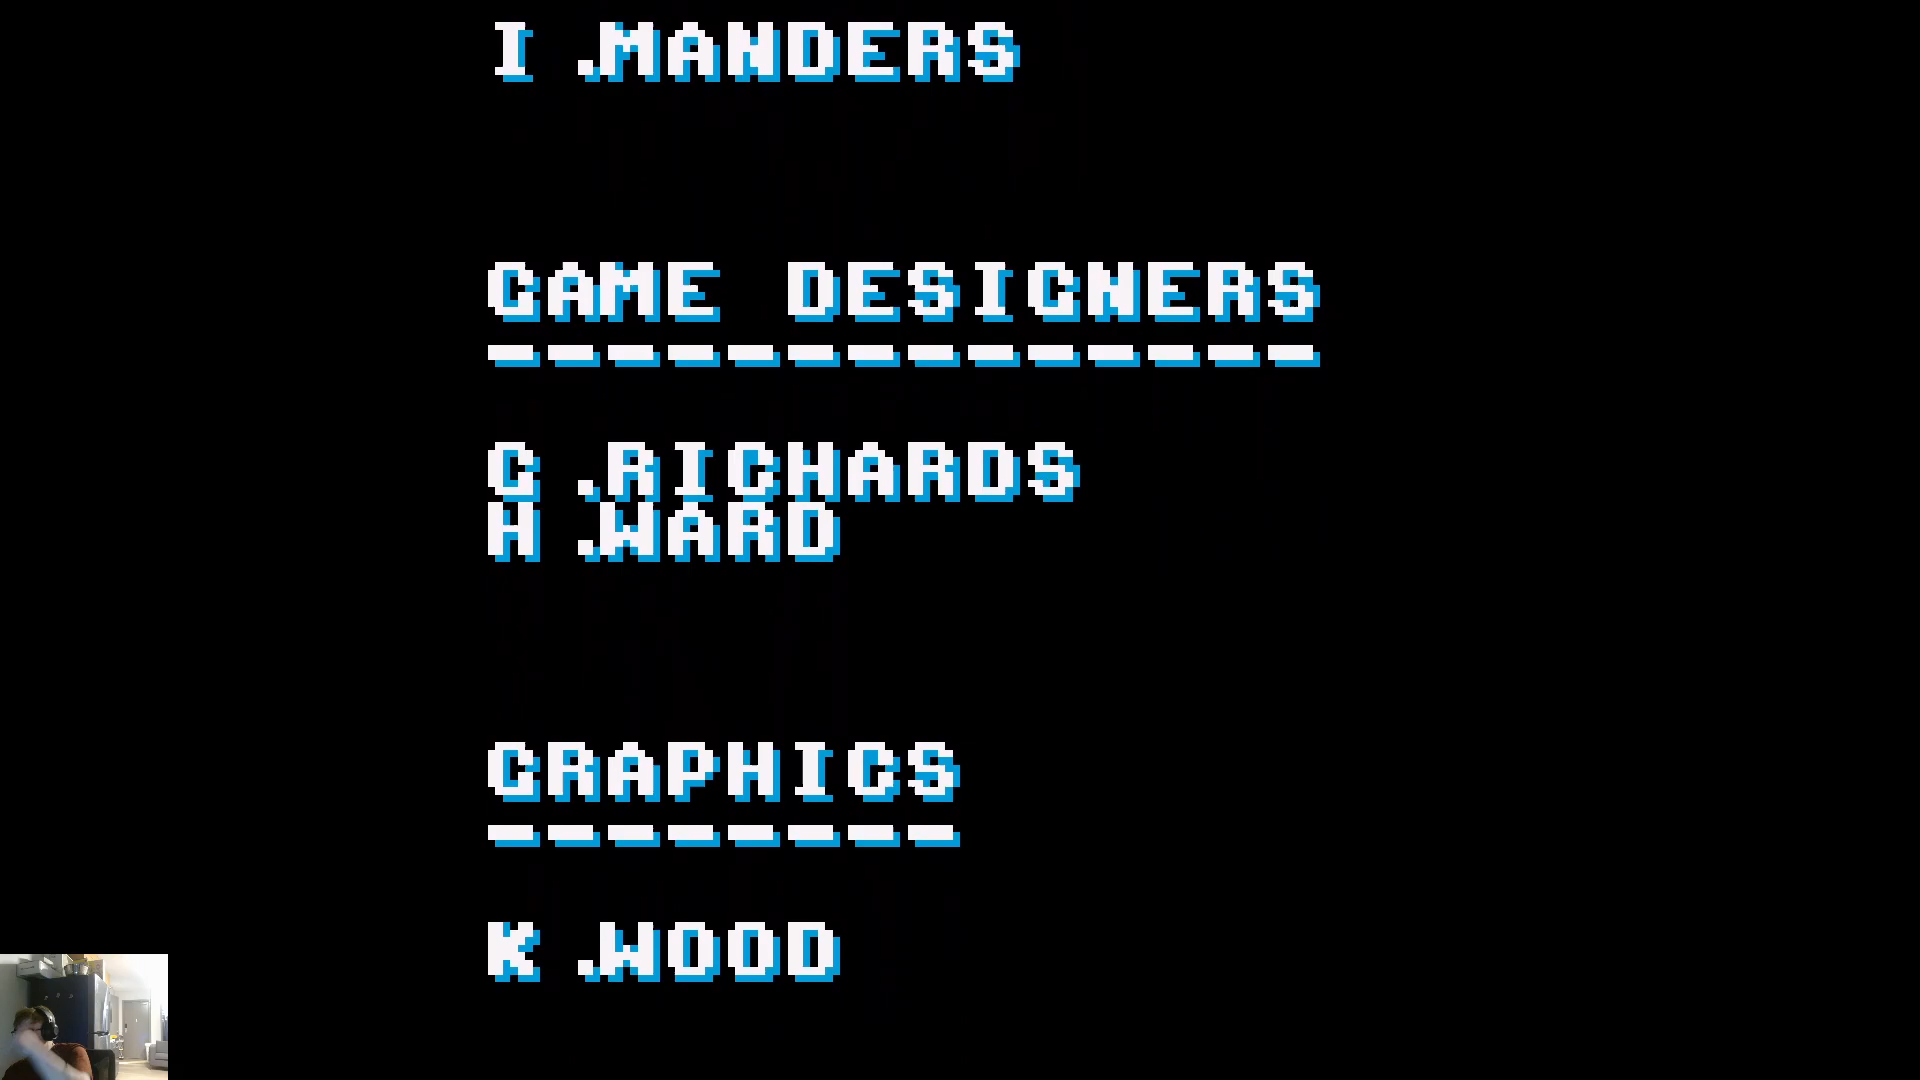 I .MANDERS
GAME DESIGNERS
--------------
G .RICHARDS
H .WARD
GRAPHICS
--------
K .WOOD